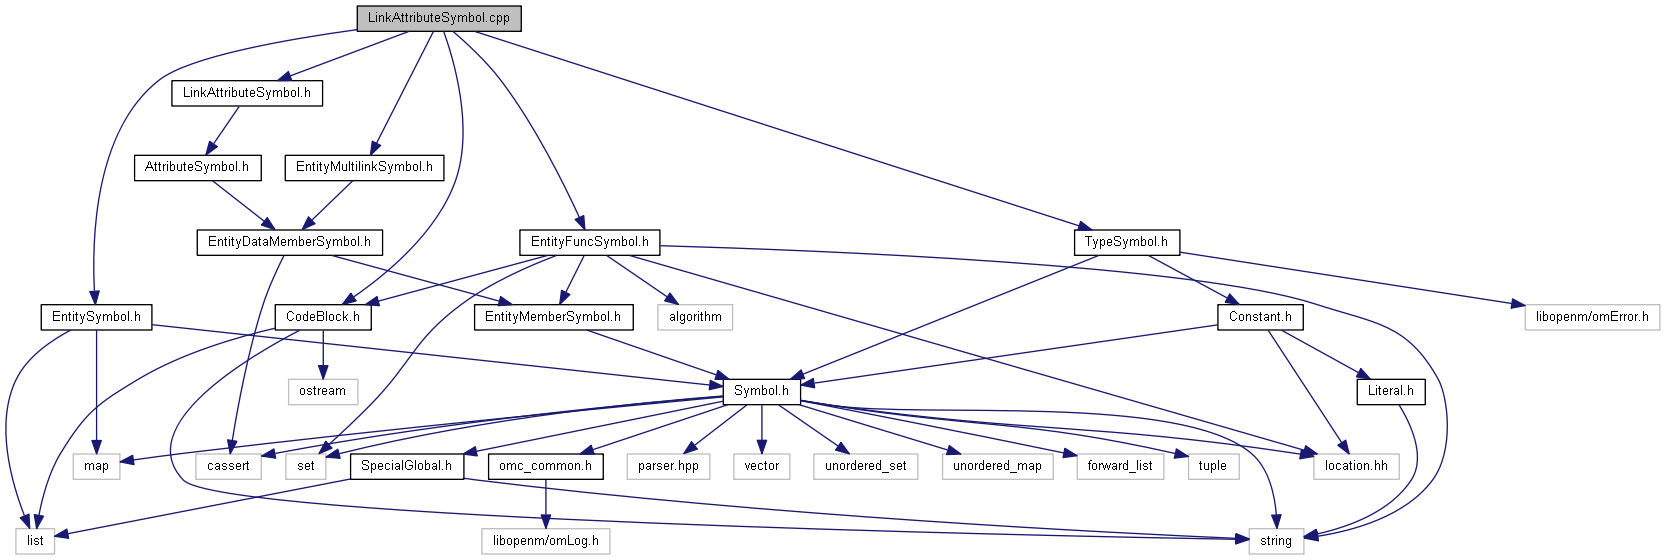 LinkAttributeSymbol.cpp
LinkAttributeSymbol.h
AttributeSymbol.h
EntityMultilinkSymbol.h
EntityDataMemberSymbol.h
EntityFuncSymbol.h
TypeSymbol.h
EntitySymbol.h
CodeBlock.h
EntityMemberSymbol.h
algorithm
Constant.h
libopenm/omError.h
ostream
Symbol.h
Literal.h
map
cassert
set
SpecialGlobal.h
omc_common.h
parser.hpp
vector
unordered_set
unordered_map
forward_list
tuple
location.hh
list
libopenm/omLog.h
string